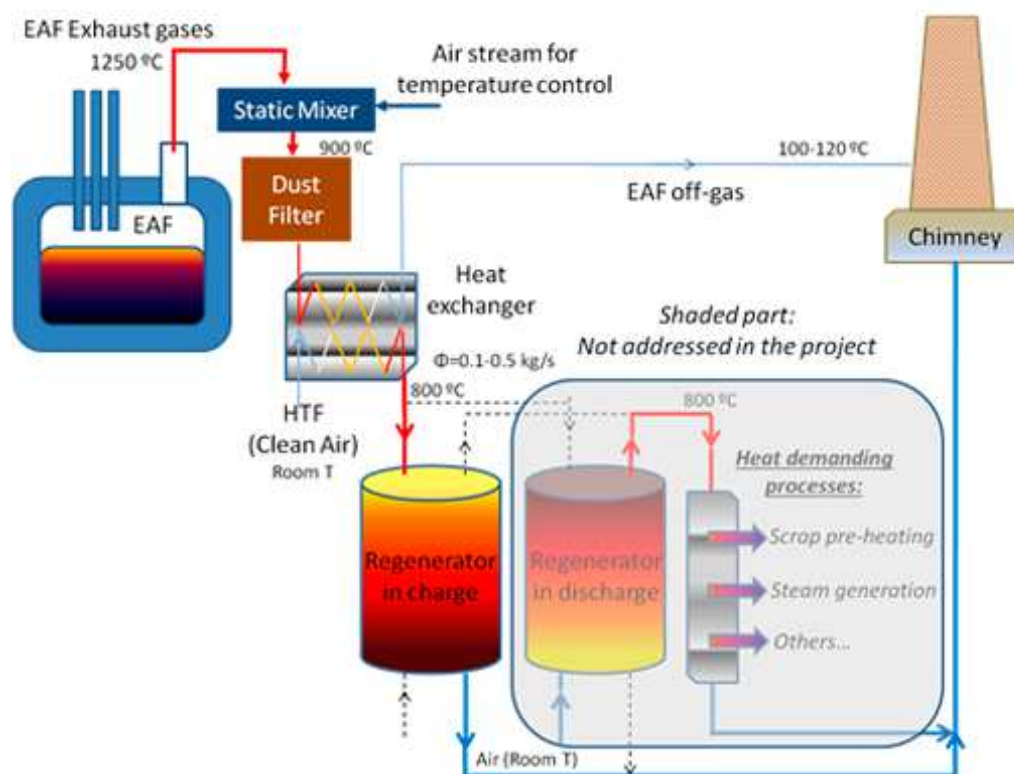 EAF Exhaust gases
1250 ºC
Air stream for
temperature control
Static Mixer
900 ºC
100-120 ºC
Dust
Filter
EAF
EAF off-gas
Chimney
Heat
exchanger
Shaded part:
Not addressed in the project
Φ=0.1-0.5 kg/s
800 ºC
800 ºC
HTF
(Clean Air)
Room T
Heat demanding
processes:
Regenerator
in charge
Regenerator
in discharge
Scrap pre-heating
Steam generation
Others...
Air (Room T)